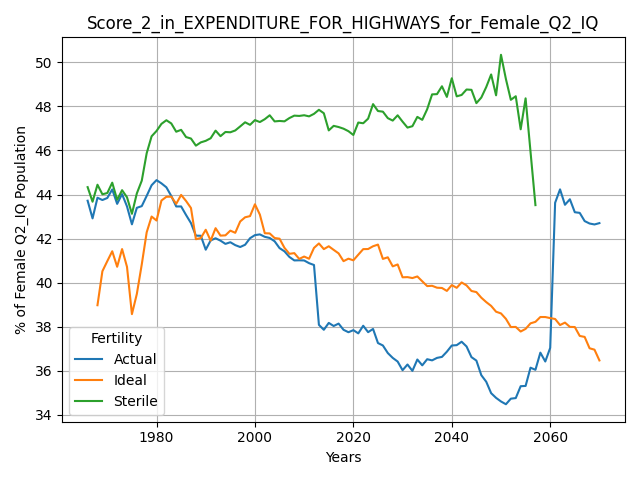 Score_2_in_EXPENDITURE_FOR_HIGHWAYS_for_Female_Q2_IQ
% of Female Q2_IQ Population
50
48
46
44
42
40
38
36
34
Fertility
Actual
Ideal
Sterile
1980 2000 2020 2040 2060
Years